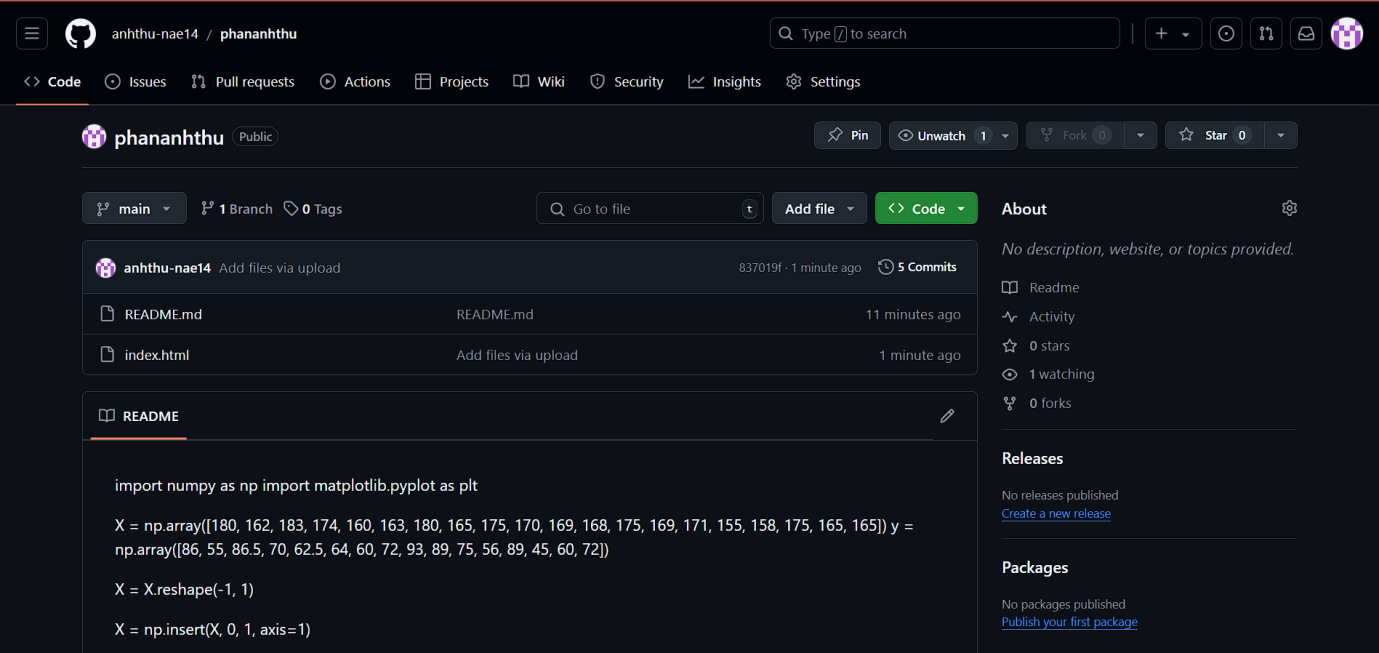 anhthu-nae14 / phananhthu
Type / to search
Code Issues Pull requests Actions Projects Wiki Security Insights Settings
phananhthu Public
Pin Unwatch 1 Fork 0 Star 0
main 1 Branch 0 Tags Go to file t Add file Code
anhthu-nae14 Add files via upload 837019f · 1 minute ago 5 Commits
README.md README.md 11 minutes ago
index.html Add files via upload 1 minute ago
README
import numpy as np import matplotlib.pyplot as plt
X = np.array([180, 162, 183, 174, 160, 163, 180, 165, 175, 170, 169, 168, 175, 169, 171, 155, 158, 175, 165, 165]) y =
np.array([86, 55, 86.5, 70, 62.5, 64, 60, 72, 93, 89, 75, 56, 89, 45, 60, 72])
X = X.reshape(-1, 1)
X = np.insert(X, 0, 1, axis=1)
About
No description, website, or topics provided.
Readme
Activity
0 stars
1 watching
0 forks
Releases
No releases published
Create a new release
Packages
No packages published
Publish your first package